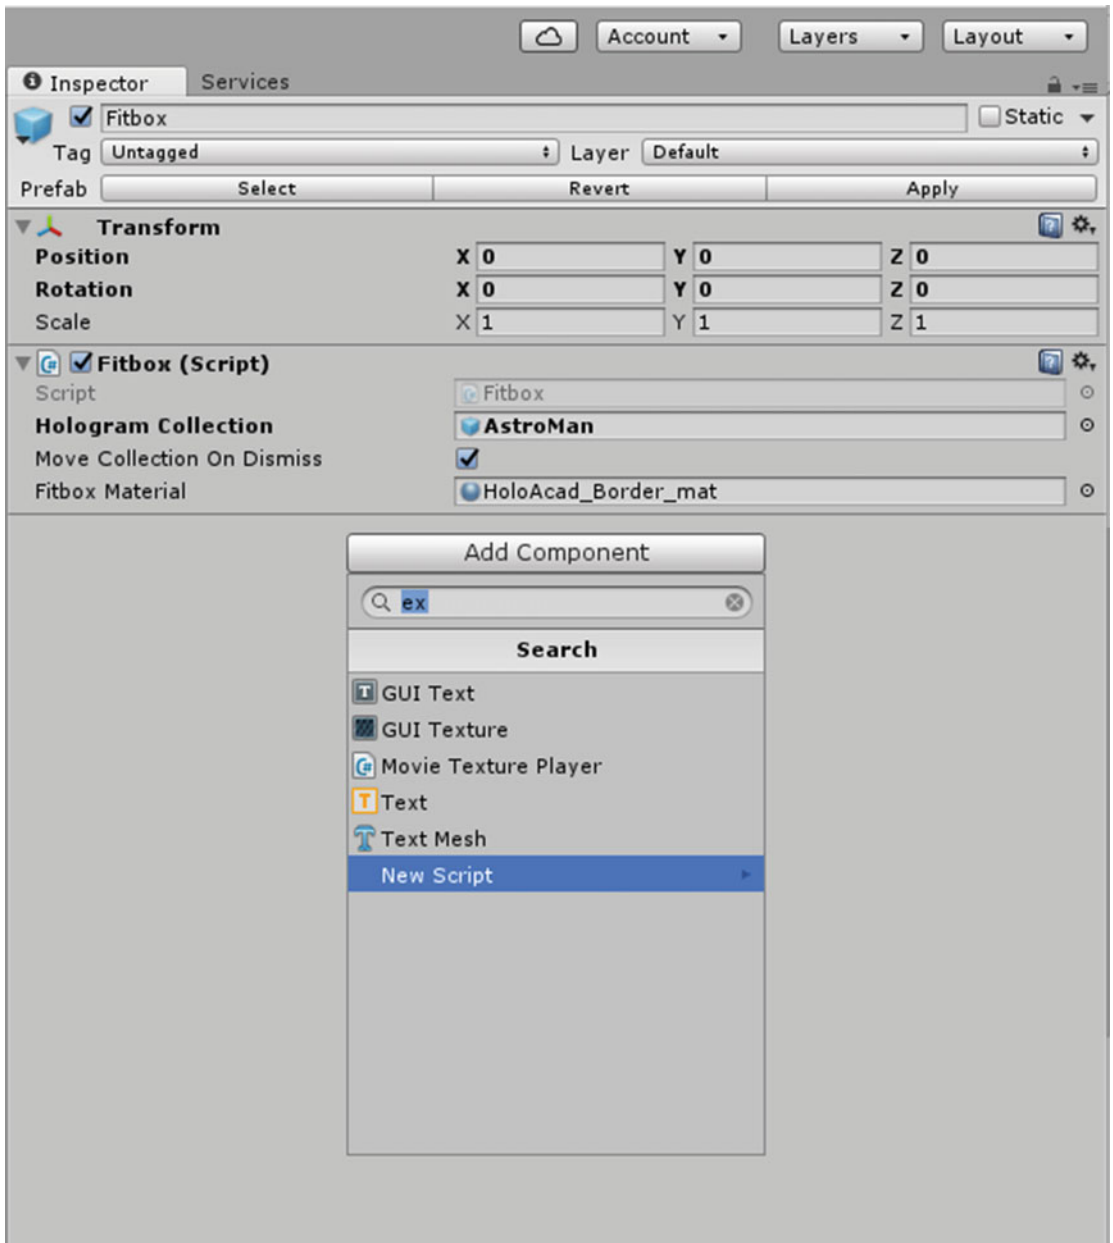 Account Layers Layout
Inspector Services
Fitbox Static
Tag Untagged Layer Default
Prefab Select Revert Apply
Transform
Position X 0 Y 0 Z 0
Rotation X 0 Y 0 Z 0
Scale X 1 Y 1 Z 1
Fitbox (Script)
Script Fitbox
Hologram Collection AstroMan
Move Collection On Dismiss
Fitbox Material HoloAcad_Border_mat
Add Component
ex
Search
GUI Text
GUI Texture
Movie Texture Player
Text
Text Mesh
New Script